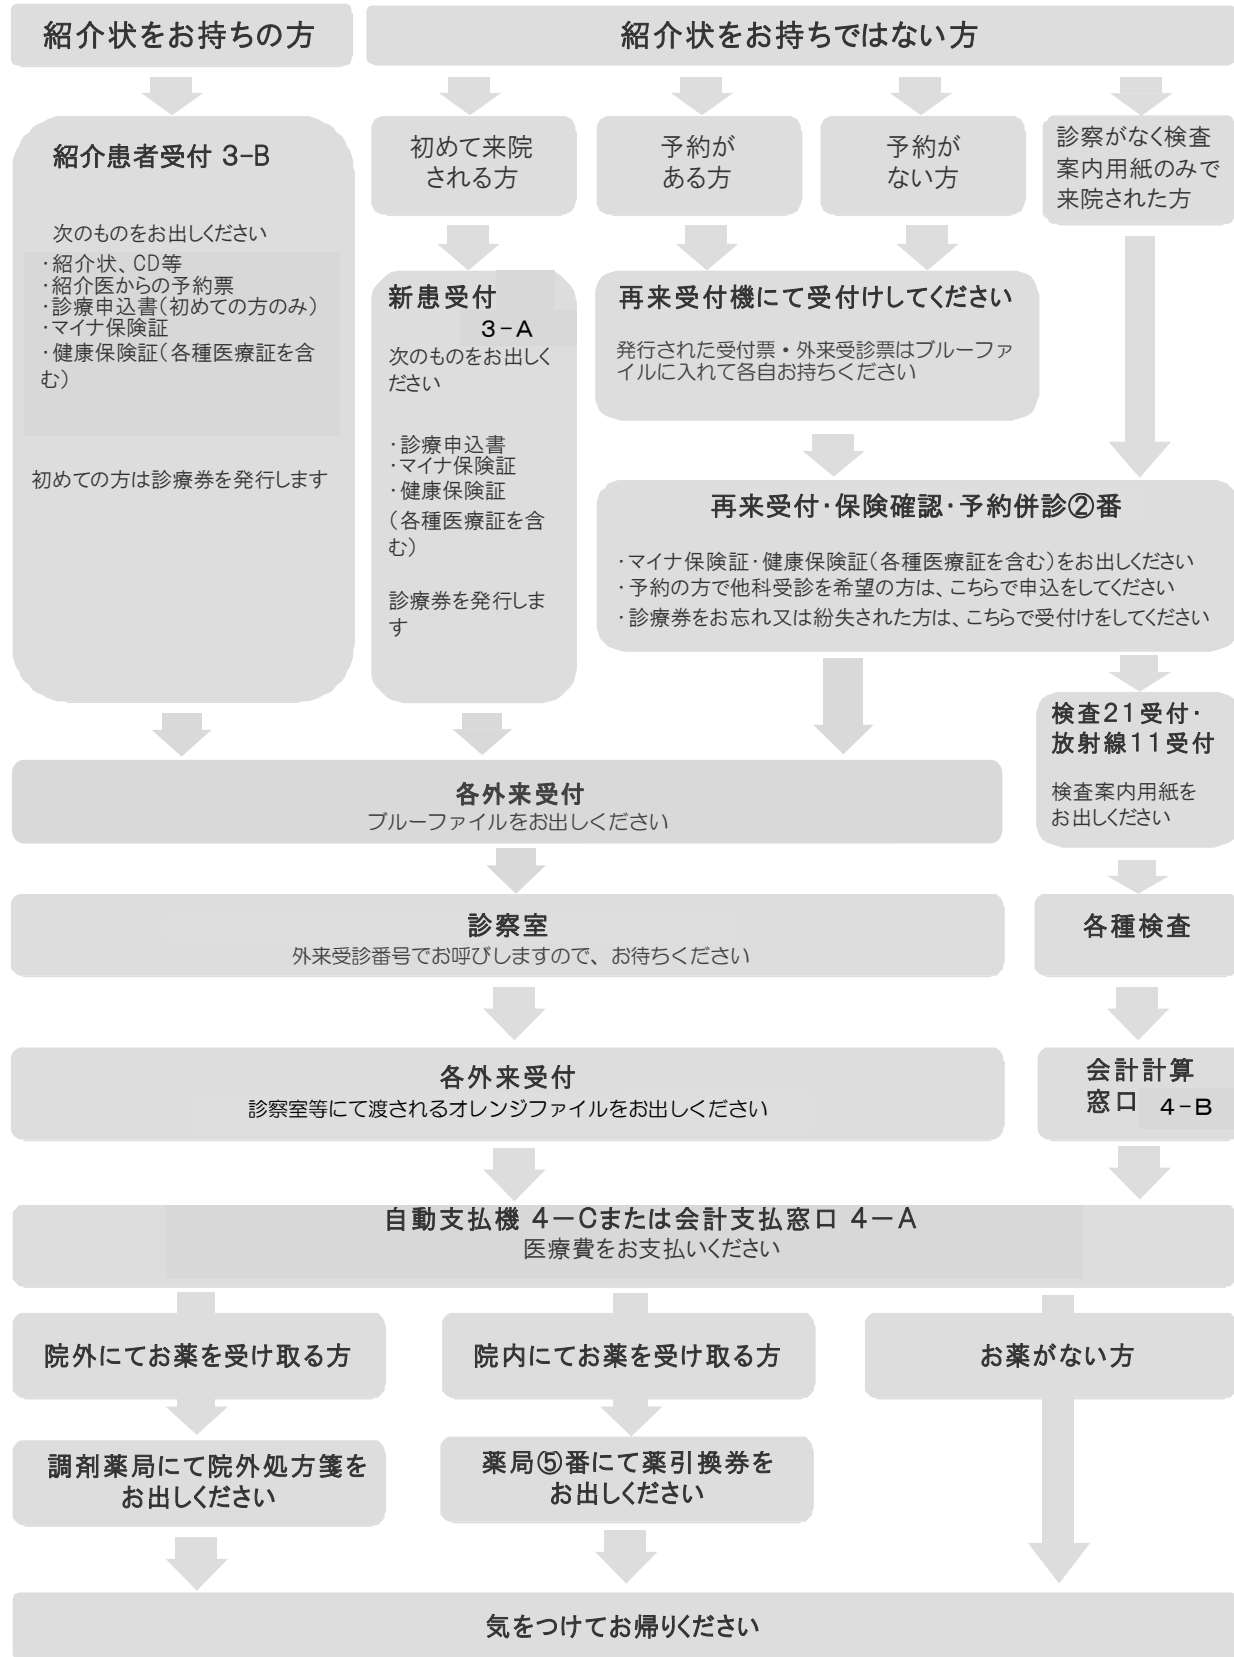 紹介状をお持ちの方
紹介状をお持ちではない方
紹介患者受付 3-B
次のものをお出しください
・紹介状、CD等
・紹介医からの予約票
・診療申込書（初めての方のみ）
・マイナ保険証
・健康保険証（各種医療証を含
む）
初めての方は診療券を発行します
初めて来院
される方
予約が
ある方
予約が
ない方
診察がなく検査
案内用紙のみで
来院された方
新患受付
3-A
次のものをお出しく
ださい
・診療申込書
・マイナ保険証
・健康保険証
（各種医療証を含
む）
診療券を発行しま
す
再来受付機にて受付けしてください
発行された受付票・外来受診票はブルーファ
イルに入れて各自お持ちください
再来受付・保険確認・予約併診②番
・マイナ保険証・健康保険証（各種医療証を含む）をお出しください
・予約の方で他科受診を希望の方は、こちらで申込をしてください
・診療券をお忘れ又は紛失された方は、こちらで受付けをしてください
検査21受付・
放射線11受付
検査案内用紙を
お出しください
各外来受付
ブルーファイルをお出しください
診察室
外来受診番号でお呼びしますので、お待ちください
各種検査
各外来受付
診察室等にて渡されるオレンジファイルをお出しください
会計計算
窓口 4-B
自動支払機 4－Cまたは会計支払窓口 4－A
医療費をお支払いください
院外にてお薬を受け取る方
院内にてお薬を受け取る方
お薬がない方
調剤薬局にて院外処方箋を
お出しください
薬局⑤番にて薬引換券を
お出しください
気をつけてお帰りください